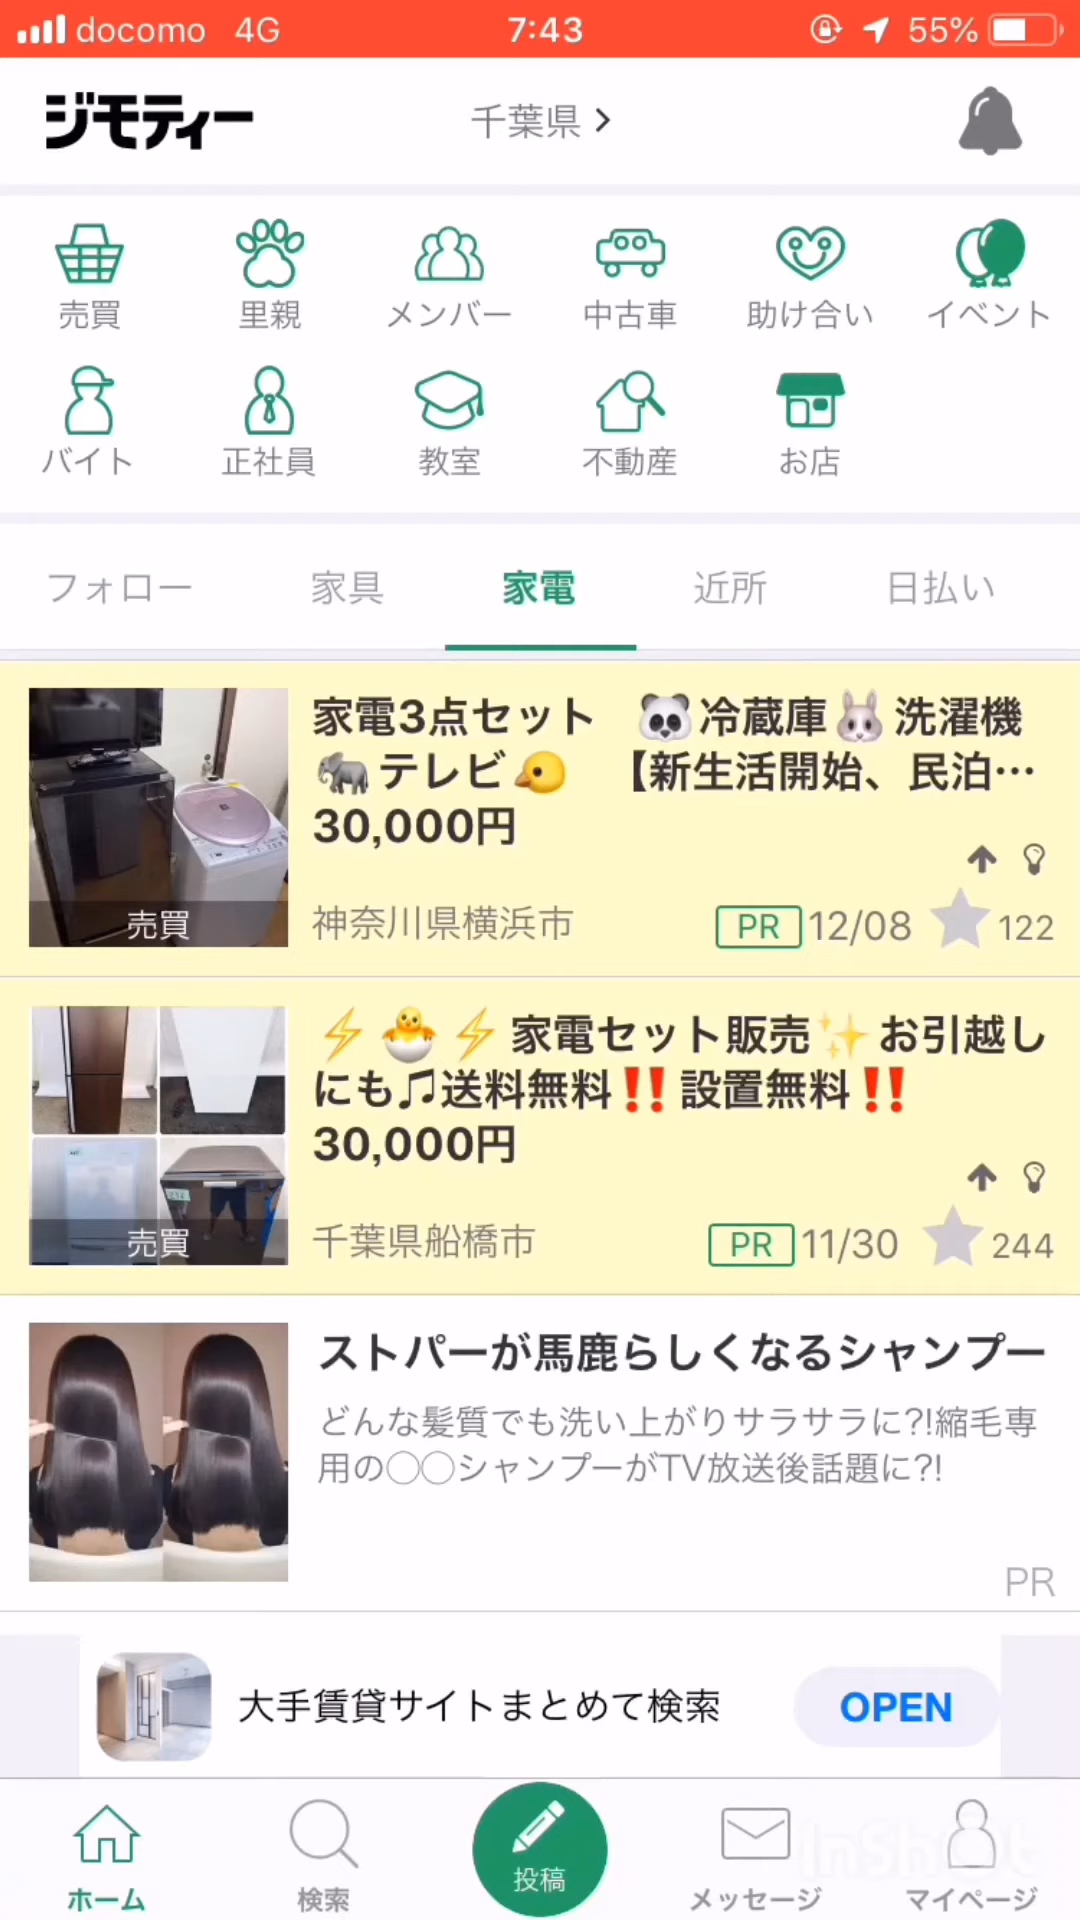 docomo 4G 7:43 55%
ジモティー 千葉県 >
売買 里親 メンバー 中古車 助け合い イベント
バイト 正社員 教室 不動産 お店
フォロー 家具 家電 近所 日払い
家電3点セット 🐼冷蔵庫🐰洗濯機
🐘テレビ🐤 【新生活開始、民泊…
30,000円
売買 神奈川県横浜市 PR 12/08 122
⚡🐣⚡家電セット販売✨お引越し
にも♫送料無料‼️設置無料‼️
30,000円
売買 千葉県船橋市 PR 11/30 244
ストパーが馬鹿らしくなるシャンプー
どんな髪質でも洗い上がりサラサラに?!縮毛専
用の◯◯シャンプーがTV放送後話題に?!
PR
大手賃貸サイトまとめて検索 OPEN
InShot
ホーム 検索 投稿 メッセージ マイページ